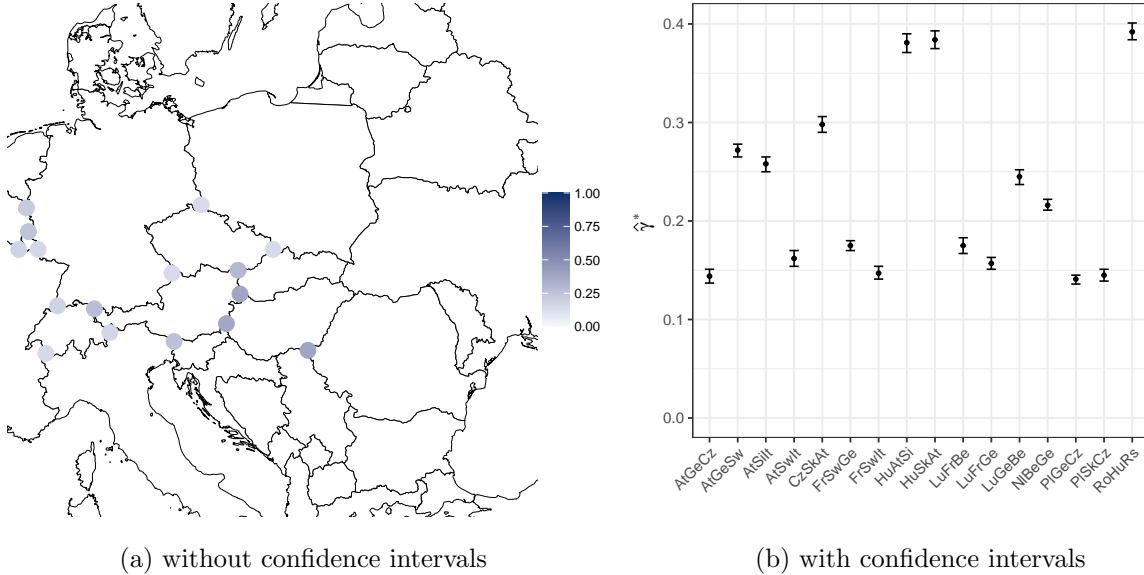 1.00
0.75
0.50
0.25
0.00
0.4
0.3
0.2
0.1
0.0
γ̂*
AtGeCz
AtGeSw
AtSiIt
AtSwIt
CzSkAt
FrSwGe
FrSwIt
HuAtSi
HuSkAt
LuFrBe
LuFrGe
LuGeBe
NlBeGe
PlGeCz
PlSkCz
RoHuRs
(a) without confidence intervals
(b) with confidence intervals